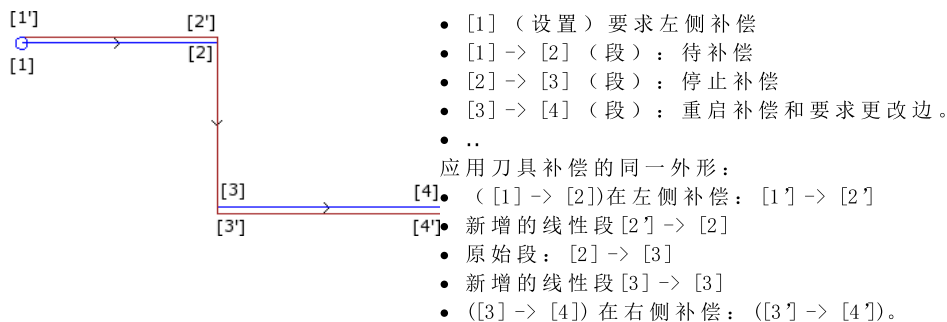 [1']
[2']
[1]
[2]
[3]
[4]
[3']
[4']
• [1]（设置）要求左侧补偿
• [1]-> [2]（段）：待补偿
• [2]-> [3]（段）：停止补偿
• [3]-> [4]（段）：重启补偿和要求更改边。
• ..
应用刀具补偿的同一外形：
• （[1]-> [2])在左侧补偿：[1']-> [2']
• 新增的线性段[2']-> [2]
• 原始段：[2]-> [3]
• 新增的线性段[3]-> [3]
• ([3]-> [4]) 在右侧补偿：([3']-> [4'])。